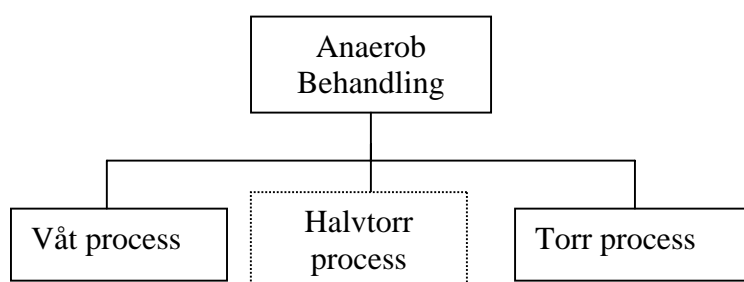 Anaerob
Behandling
Våt process
Halvtorr
process
Torr process